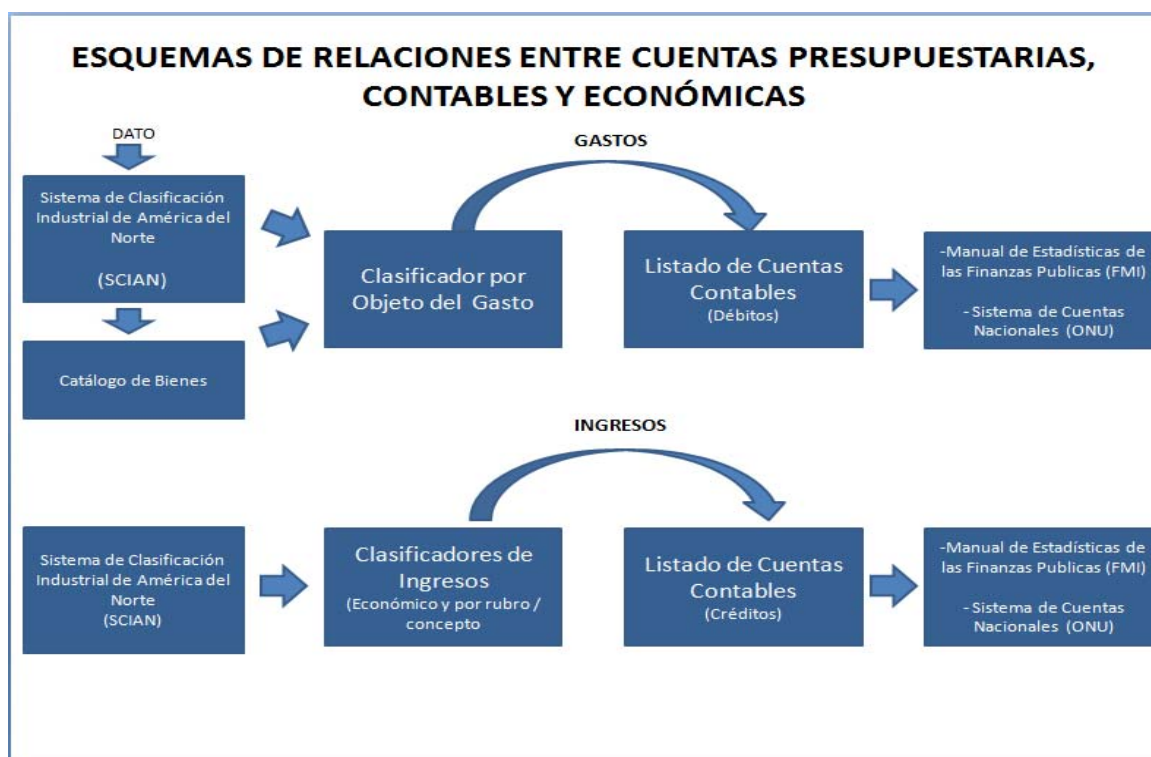 ESQUEMAS DE RELACIONES ENTRE CUENTAS PRESUPUESTARIAS,
CONTABLES Y ECONÓMICAS
DATO
GASTOS
Sistema de Clasificación
Industrial de América del
Norte
(SCIAN)
Catálogo de Bienes
Clasificador por
Objeto del Gasto
Listado de Cuentas
Contables
(Débitos)
-Manual de Estadísticas de
las Finanzas Publicas (FMI)
- Sistema de Cuentas
Nacionales (ONU)
INGRESOS
Sistema de Clasificación
Industrial de América del
Norte
(SCIAN)
Clasificadores de
Ingresos
(Económico y por rubro /
concepto
Listado de Cuentas
Contables
(Créditos)
-Manual de Estadísticas de
las Finanzas Publicas (FMI)
- Sistema de Cuentas
Nacionales (ONU)